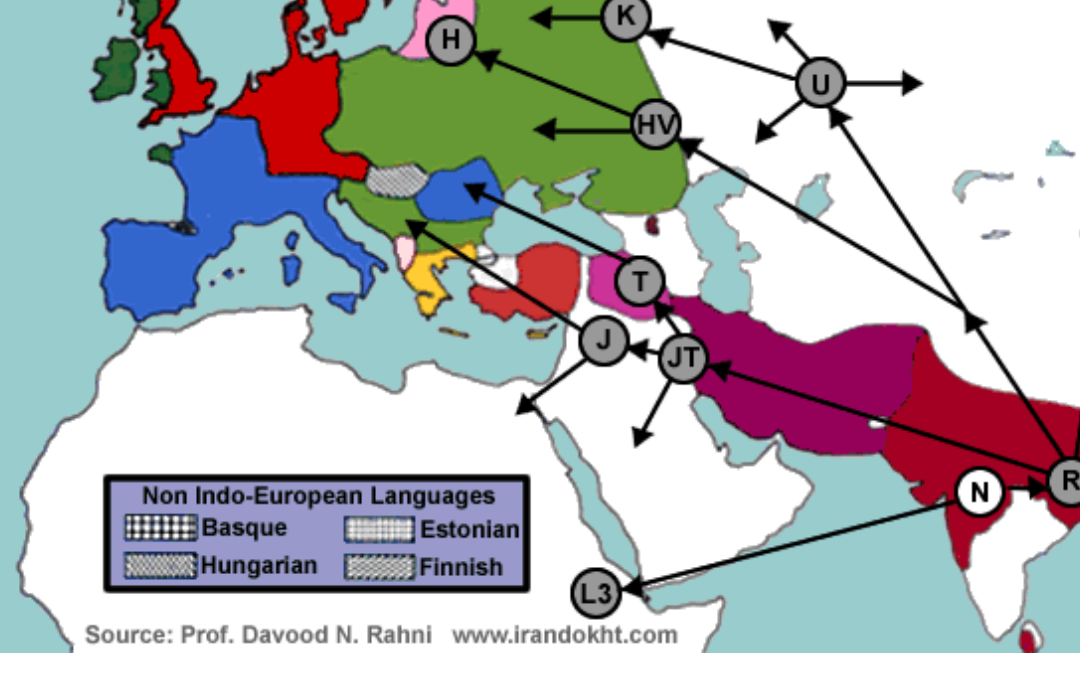 K
H
U
HV
T
J
JT
R
N
L3
Non Indo-European Languages
Basque
Estonian
Hungarian
Finnish
Source: Prof. Davood N. Rahni www.irandokht.com